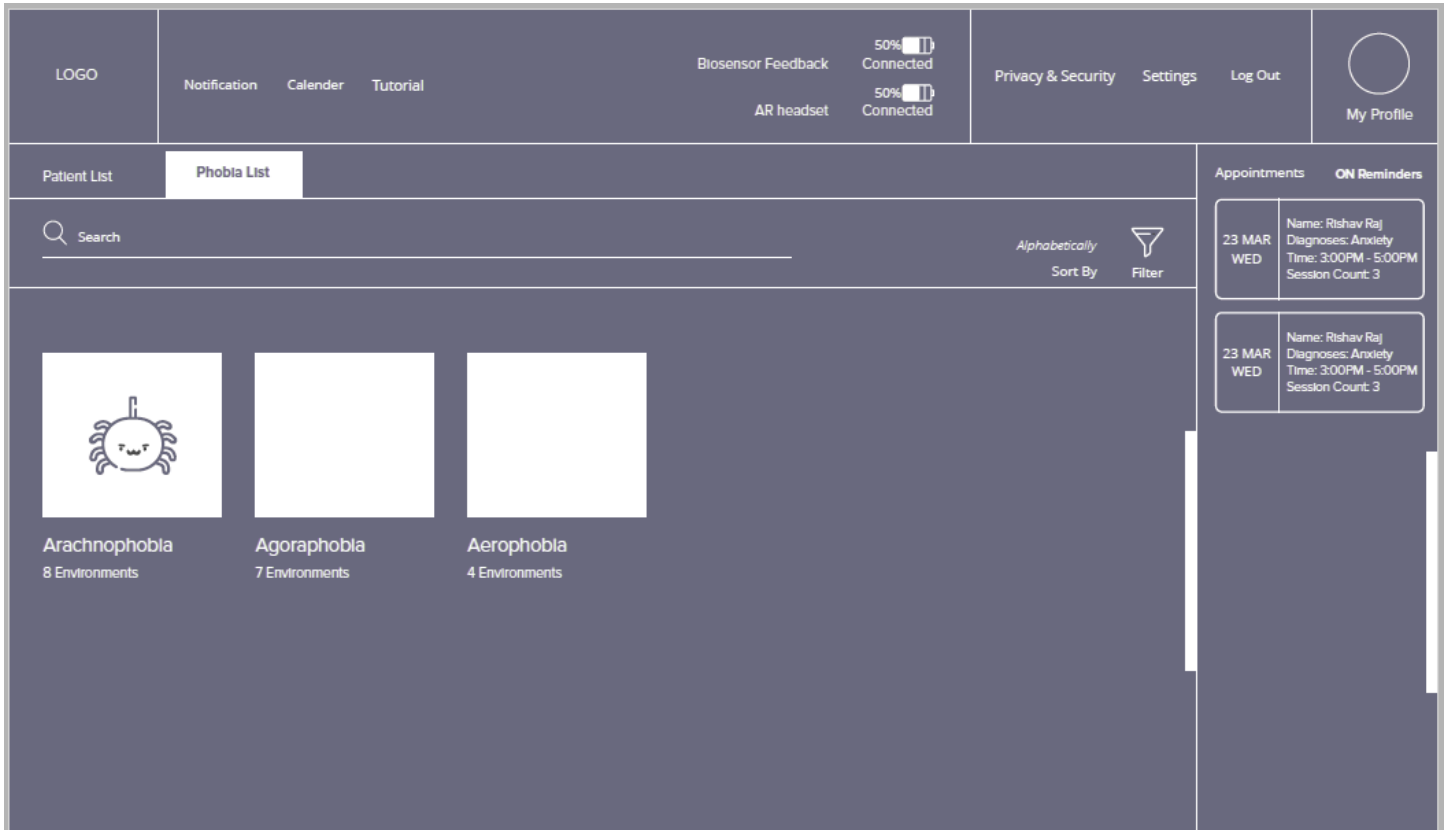 LOGO
Notification
Calender
Tutorial
Biosensor Feedback
50%
Connected
AR headset
50%
Connected
Privacy & Security
Settings
Log Out
My Profile
Patient List
Phobia List
Search
Alphabetically
Sort By
Filter
Arachnophobia
8 Environments
Agoraphobia
7 Environments
Aerophobia
4 Environments
Appointments
ON Reminders
23 MAR
WED
Name: Rishav Raj
Diagnoses: Anxiety
Time: 3:00PM - 5:00PM
Session Count: 3
23 MAR
WED
Name: Rishav Raj
Diagnoses: Anxiety
Time: 3:00PM - 5:00PM
Session Count: 3